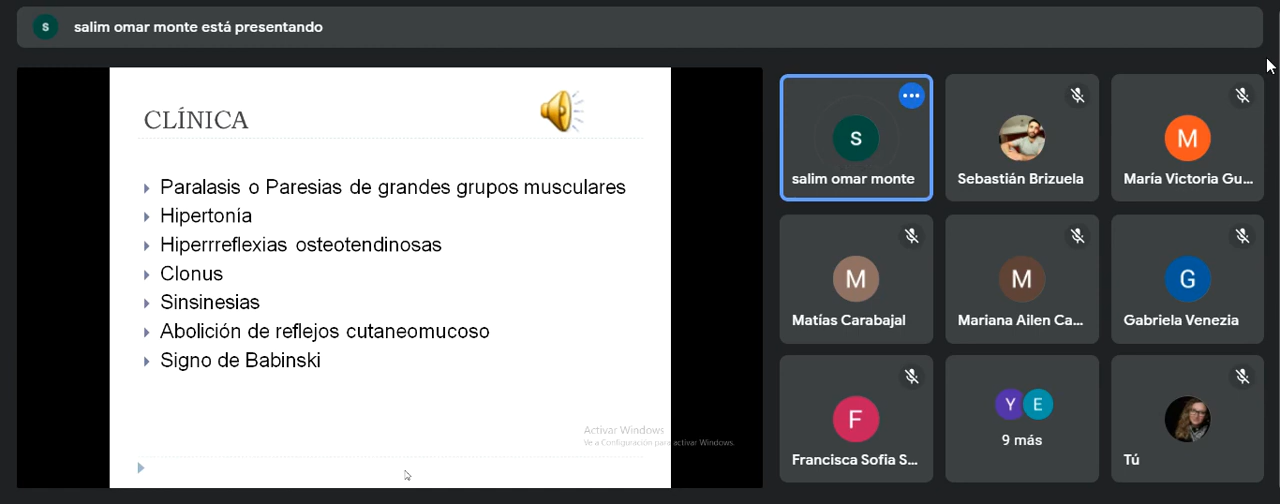 S
salim omar monte está presentando
CLÍNICA
Paralasis o Paresias de grandes grupos musculares
Hipertonía
Hiperrreflexias osteotendinosas
Clonus
Sinsinesias
Abolición de reflejos cutaneomucoso
Signo de Babinski
Activar Windows
Ve a Configuración para activar Windows.
S
salim omar monte
Sebastián Brizuela
M
María Victoria Gu...
M
Matías Carabajal
M
Mariana Ailen Ca...
G
Gabriela Venezia
F
Francisca Sofia S...
Y E
9 más
Tú